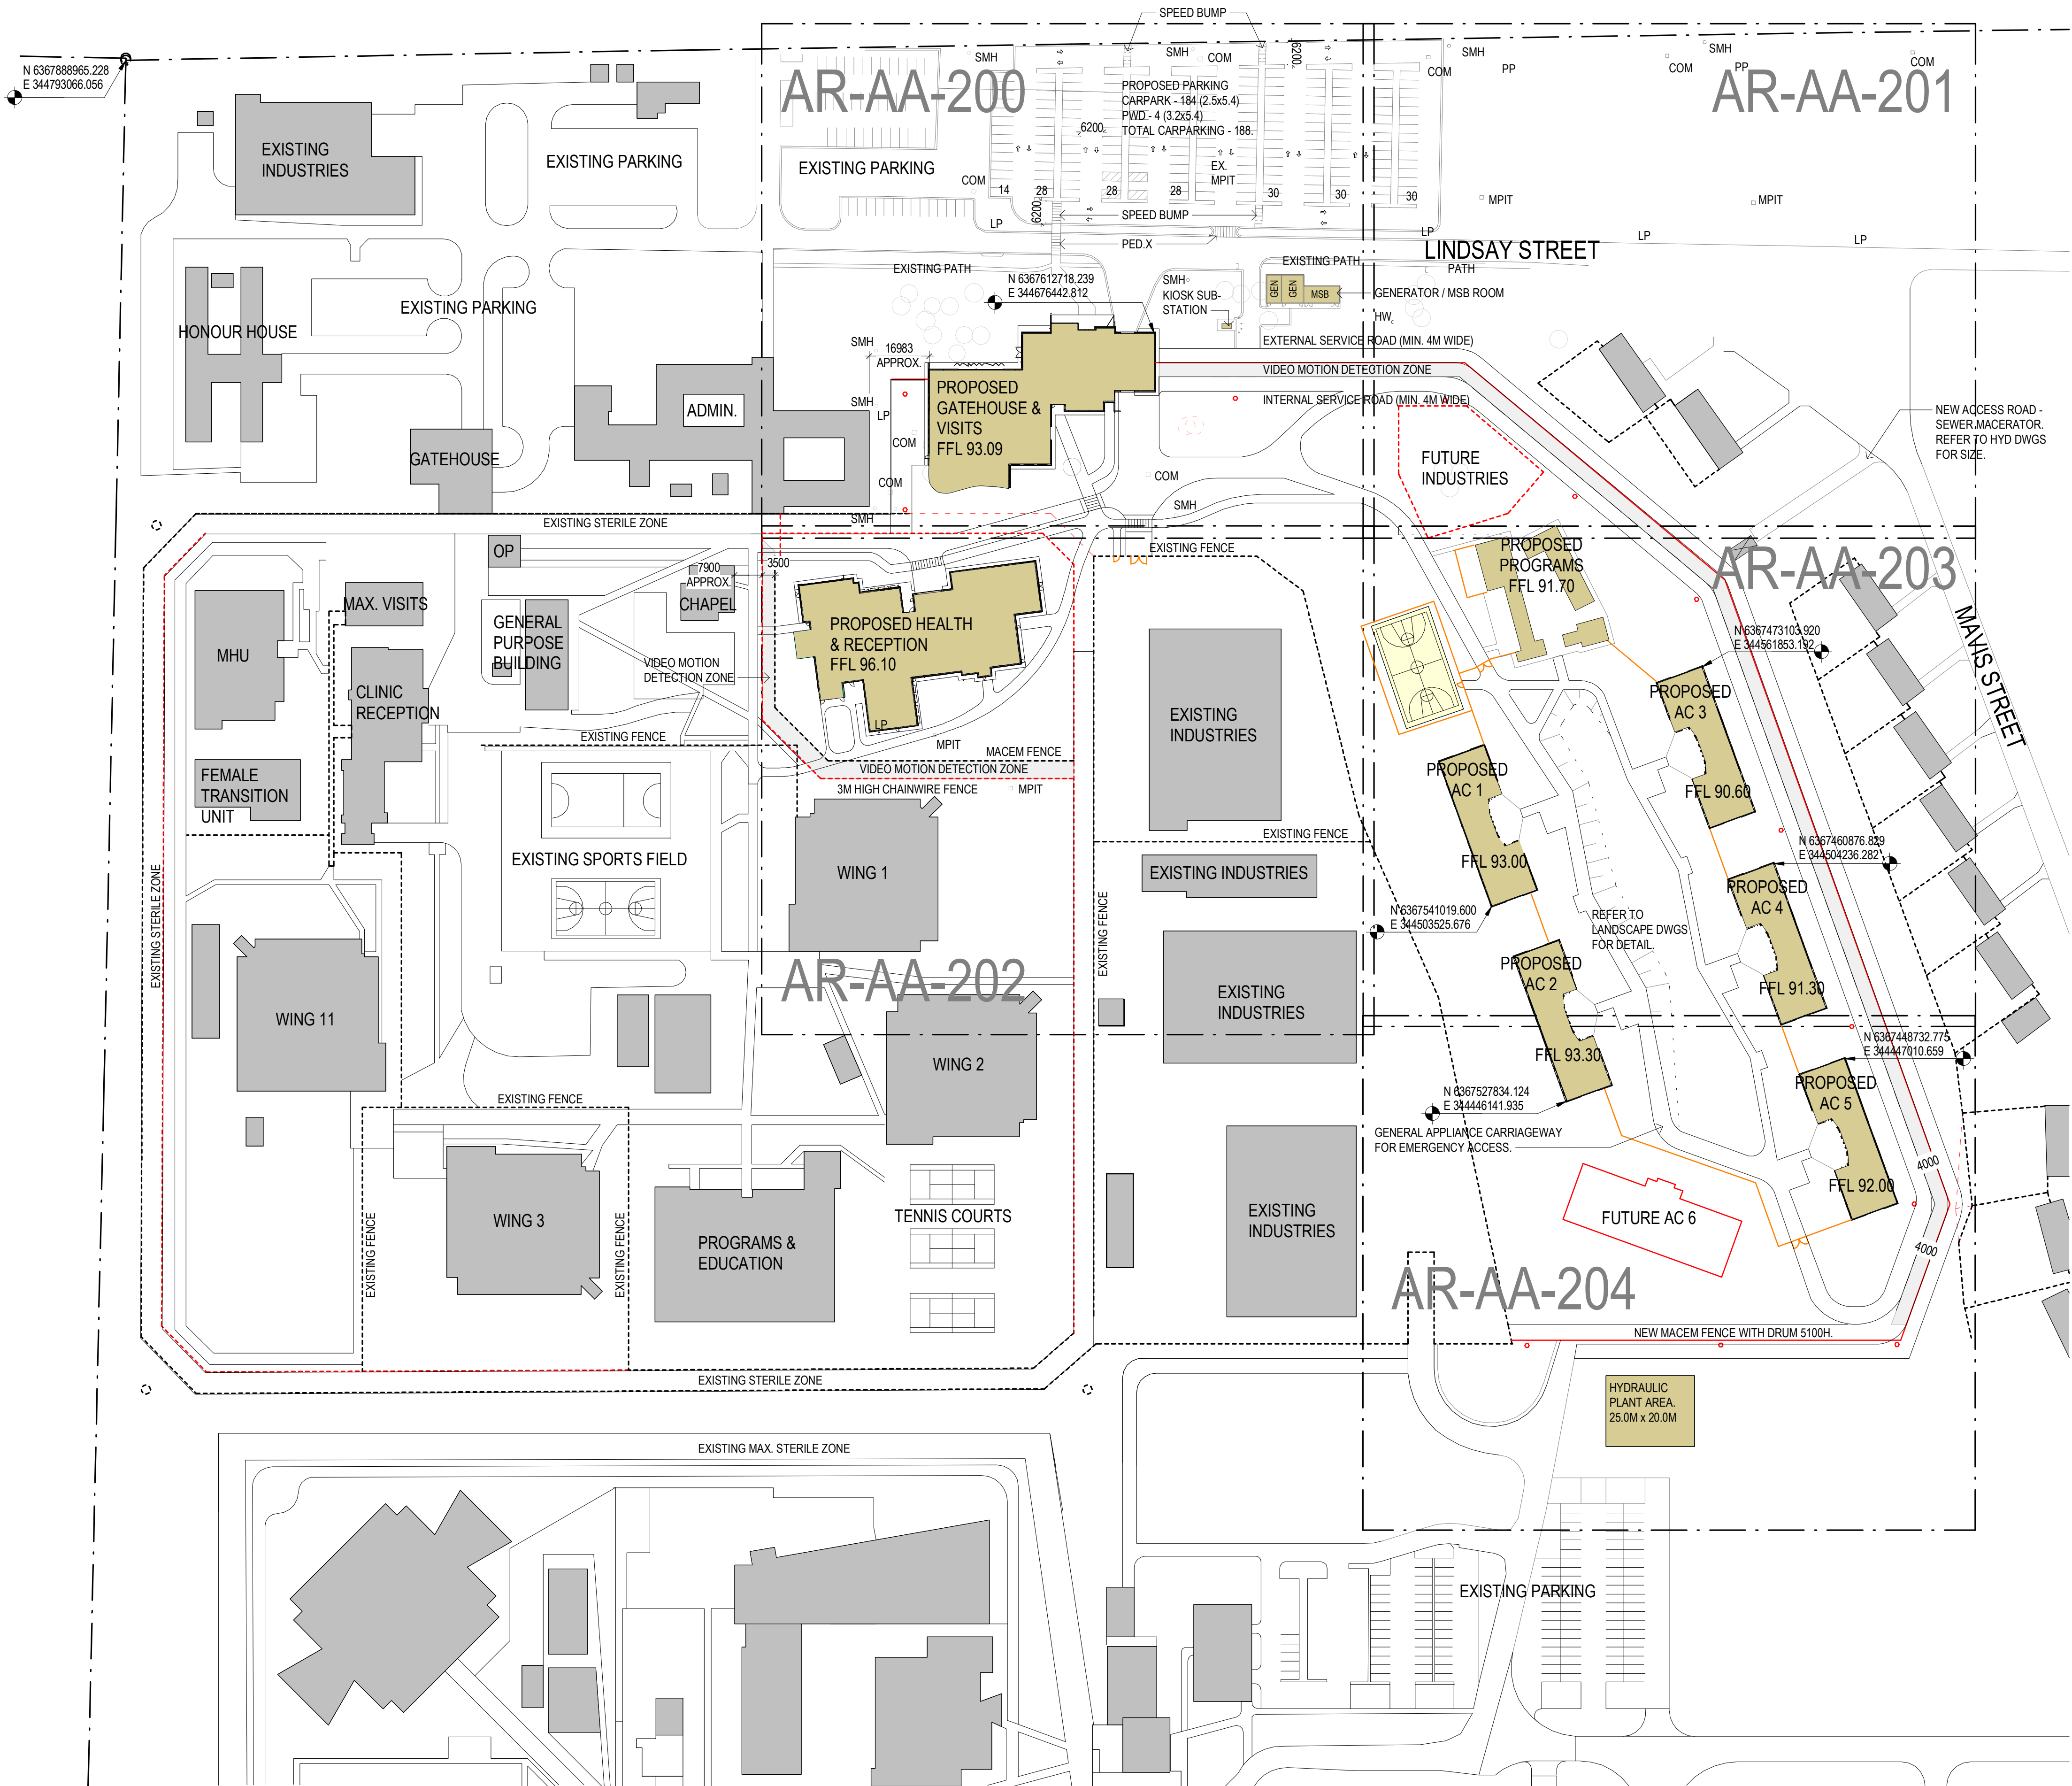 SPEED BUMP
N 6367888965.228
E 344793066.056
SMH
SMH
COM
6200
SMH
COM
PP
SMH
COM
PP
COM
AR-AA-200
AR-AA-201
PROPOSED PARKING
CARPARK - 184 (2.5x5.4)
PWD - 4 (3.2x5.4)
TOTAL CARPARKING - 188.
6200
EXISTING
INDUSTRIES
EXISTING PARKING
EXISTING PARKING
EX.
MPIT
COM
14
28
28
28
30
30
30
MPIT
MPIT
6200
SPEED BUMP
LP
PED.X
LP
LP
LP
LINDSAY STREET
EXISTING PATH
EXISTING PATH
PATH
N 6367612718.239
E 344676442.812
SMH
KIOSK SUB-
STATION
GEN
GEN
MSB
GENERATOR / MSB ROOM
HW
EXISTING PARKING
HONOUR HOUSE
SMH
16983
APPROX.
EXTERNAL SERVICE ROAD (MIN. 4M WIDE)
VIDEO MOTION DETECTION ZONE
INTERNAL SERVICE ROAD (MIN. 4M WIDE)
PROPOSED
GATEHOUSE &
VISITS
FFL 93.09
SMH
LP
COM
ADMIN.
GATEHOUSE
NEW ACCESS ROAD -
SEWER MACERATOR.
REFER TO HYD DWGS
FOR SIZE.
FUTURE
INDUSTRIES
COM
COM
SMH
SMH
EXISTING STERILE ZONE
OP
EXISTING FENCE
PROPOSED
PROGRAMS
FFL 91.70
AR-AA-203
7900
APPROX
3500
CHAPEL
MAX. VISITS
MHU
GENERAL
PURPOSE
BUILDING
PROPOSED HEALTH
& RECEPTION
FFL 96.10
VIDEO MOTION
DETECTION ZONE
N 6367473103.920
E 344561853.192
MAVIS STREET
CLINIC
RECEPTION
PROPOSED
AC 3
FFL 90.60
LP
MPIT
EXISTING
INDUSTRIES
EXISTING FENCE
MACEM FENCE
VIDEO MOTION DETECTION ZONE
3M HIGH CHAINWIRE FENCE
MPIT
FEMALE
TRANSITION
UNIT
PROPOSED
AC 1
FFL 93.00
EXISTING FENCE
N 6367460876.829
E 344504236.282
EXISTING SPORTS FIELD
WING 1
EXISTING INDUSTRIES
PROPOSED
AC 4
FFL 91.30
N 6367541019.600
E 344503525.676
REFER TO
LANDSCAPE DWGS
FOR DETAIL.
EXISTING STERILE ZONE
EXISTING FENCE
AR-AA-202
PROPOSED
AC 2
FFL 93.30
EXISTING
INDUSTRIES
WING 11
WING 2
N 6367448732.775
E 344447010.659
PROPOSED
AC 5
FFL 92.00
N 6367527834.124
E 344446141.935
EXISTING FENCE
GENERAL APPLIANCE CARRIAGEWAY
FOR EMERGENCY ACCESS.
4000
4000
WING 3
EXISTING FENCE
EXISTING FENCE
PROGRAMS &
EDUCATION
TENNIS COURTS
EXISTING
INDUSTRIES
FUTURE AC 6
AR-AA-204
NEW MACEM FENCE WITH DRUM 5100H.
EXISTING STERILE ZONE
HYDRAULIC
PLANT AREA.
25.0M x 20.0M
EXISTING MAX. STERILE ZONE
EXISTING PARKING